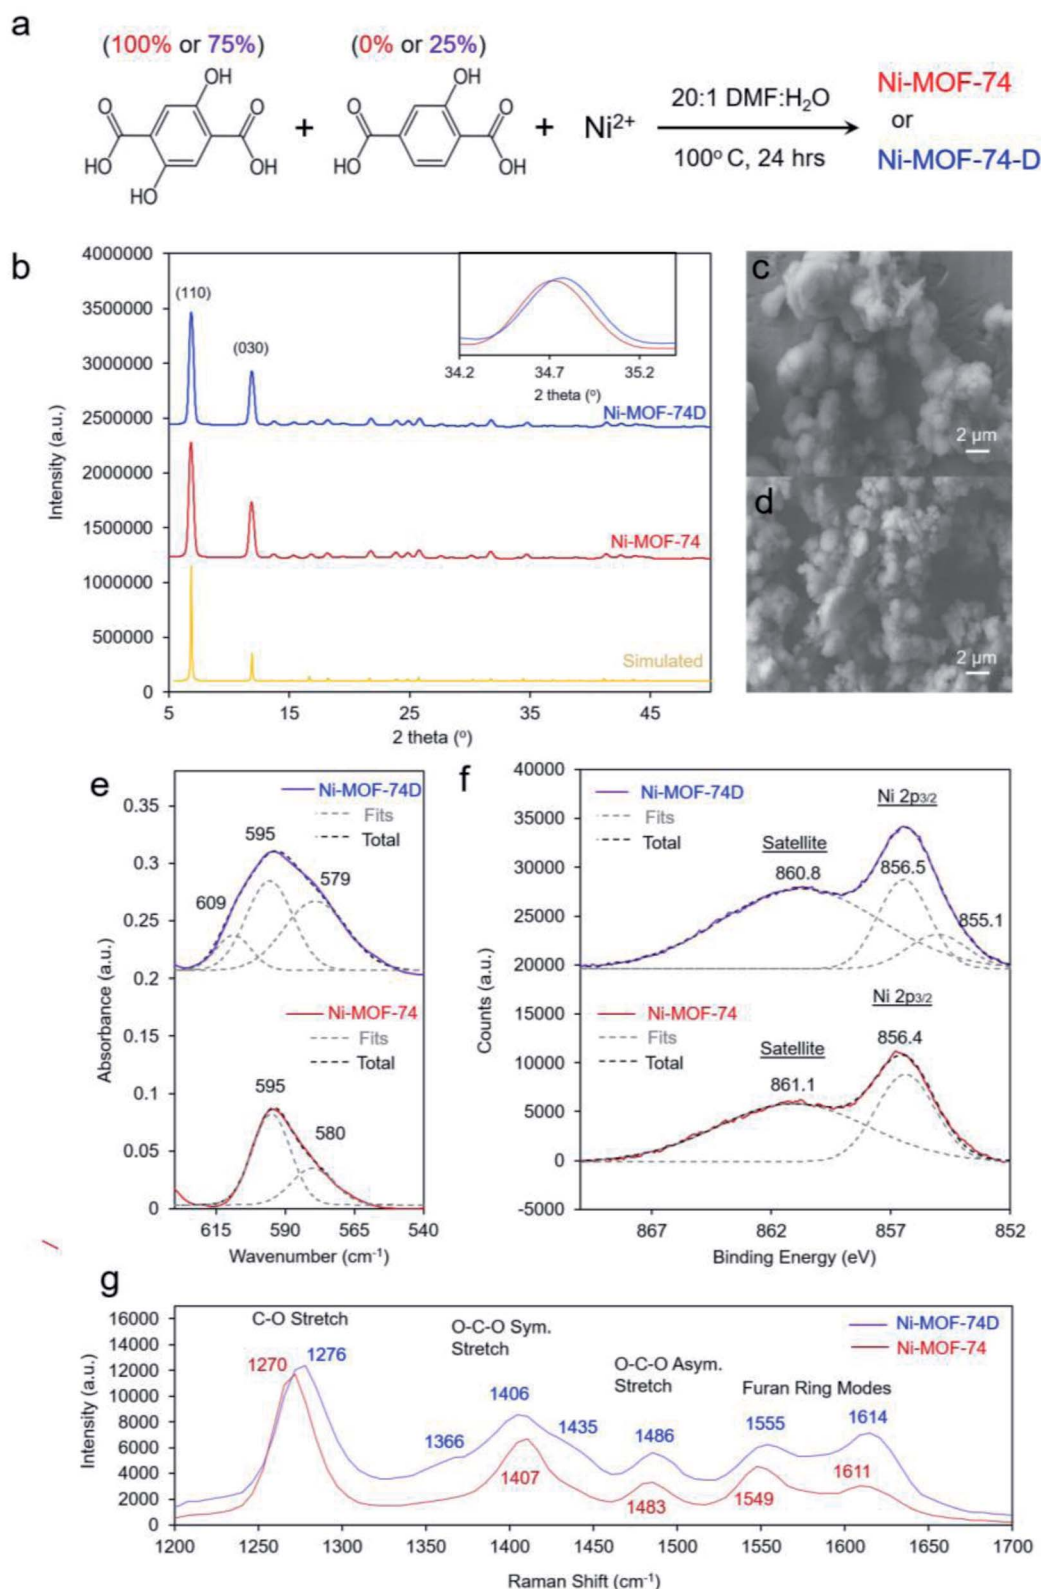 a
(100% or 75%)
(0% or 25%)
OH
O
O
HO
OH
HO
+
OH
O
O
HO
OH
+
Ni2+
20:1 DMF:H2O
100o C, 24 hrs
Ni-MOF-74
or
Ni-MOF-74-D
b
4000000
3500000
3000000
2500000
2000000
1500000
1000000
500000
0
Intensity (a.u.)
(110)
(030)
34.2 34.7 35.2
2 theta (o)
Ni-MOF-74D
Ni-MOF-74
Simulated
5 15 25 35 45
2 theta (o)
c
2 µm
d
2 µm
e
Ni-MOF-74D
Fits
Total
595
609
579
Ni-MOF-74
Fits
Total
595
580
0.35
0.3
0.25
0.2
0.15
0.1
0.05
0
Absorbance (a.u.)
615 590 565 540
Wavenumber (cm-1)
f
40000
35000
30000
25000
20000
15000
10000
5000
0
-5000
Counts (a.u.)
Ni-MOF-74D
Fits
Total
Satellite
860.8
Ni 2p3/2
856.5
855.1
Ni-MOF-74
Fits
Total
Satellite
861.1
Ni 2p3/2
856.4
867 862 857 852
Binding Energy (eV)
g
16000
14000
12000
10000
8000
6000
4000
2000
0
Intensity (a.u.)
C-O Stretch
1270
1276
O-C-O Sym.
Stretch
1366
1406
1435
1407
O-C-O Asym.
Stretch
1486
1483
Furan Ring Modes
1555
1614
1549
1611
Ni-MOF-74D
Ni-MOF-74
1200 1250 1300 1350 1400 1450 1500 1550 1600 1650 1700
Raman Shift (cm-1)